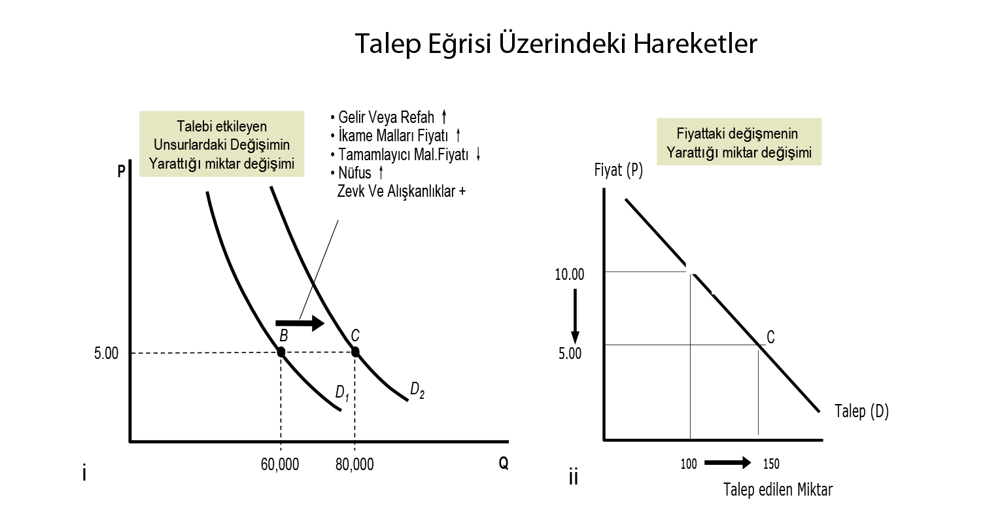 Talep Eğrisi Üzerindeki Hareketler
Talebi etkileyen
Unsurlardaki Değişimin
Yarattığı miktar değişimi
• Gelir Veya Refah ↑
• İkame Malları Fiyatı ↑
• Tamamlayıcı Mal.Fiyatı ↓
• Nüfus ↑
Zevk Ve Alışkanlıklar +
P
B
C
5.00
D1
D2
60,000
80,000
Q
i
Fiyattaki değişmenin
Yarattığı miktar değişimi
Fiyat (P)
10.00
C
5.00
Talep (D)
100
150
Talep edilen Miktar
ii